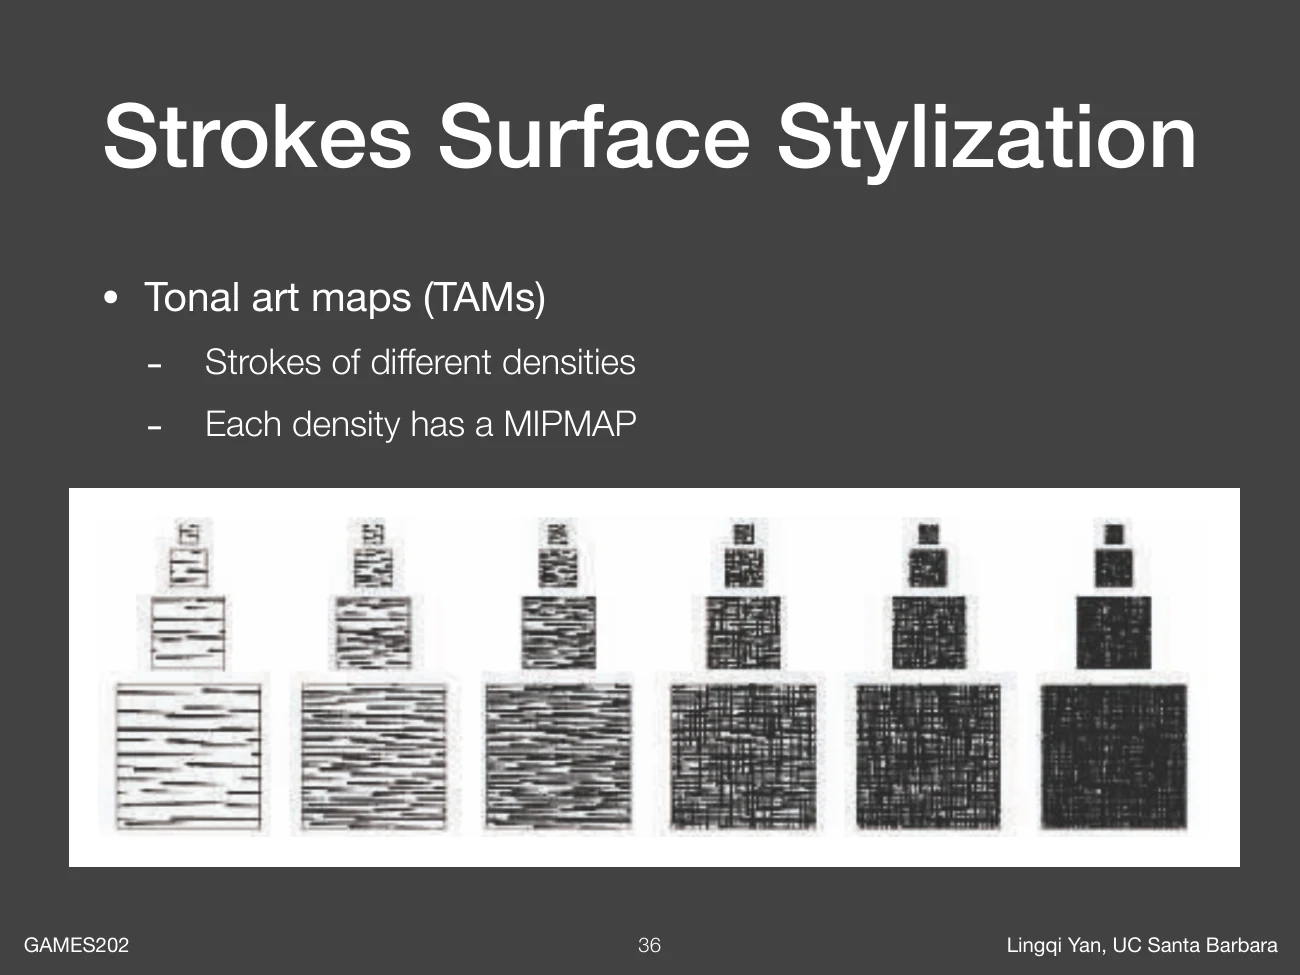 Strokes Surface Stylization
• Tonal art maps (TAMs)
- Strokes of different densities
- Each density has a MIPMAP
GAMES202
36
Lingqi Yan, UC Santa Barbara